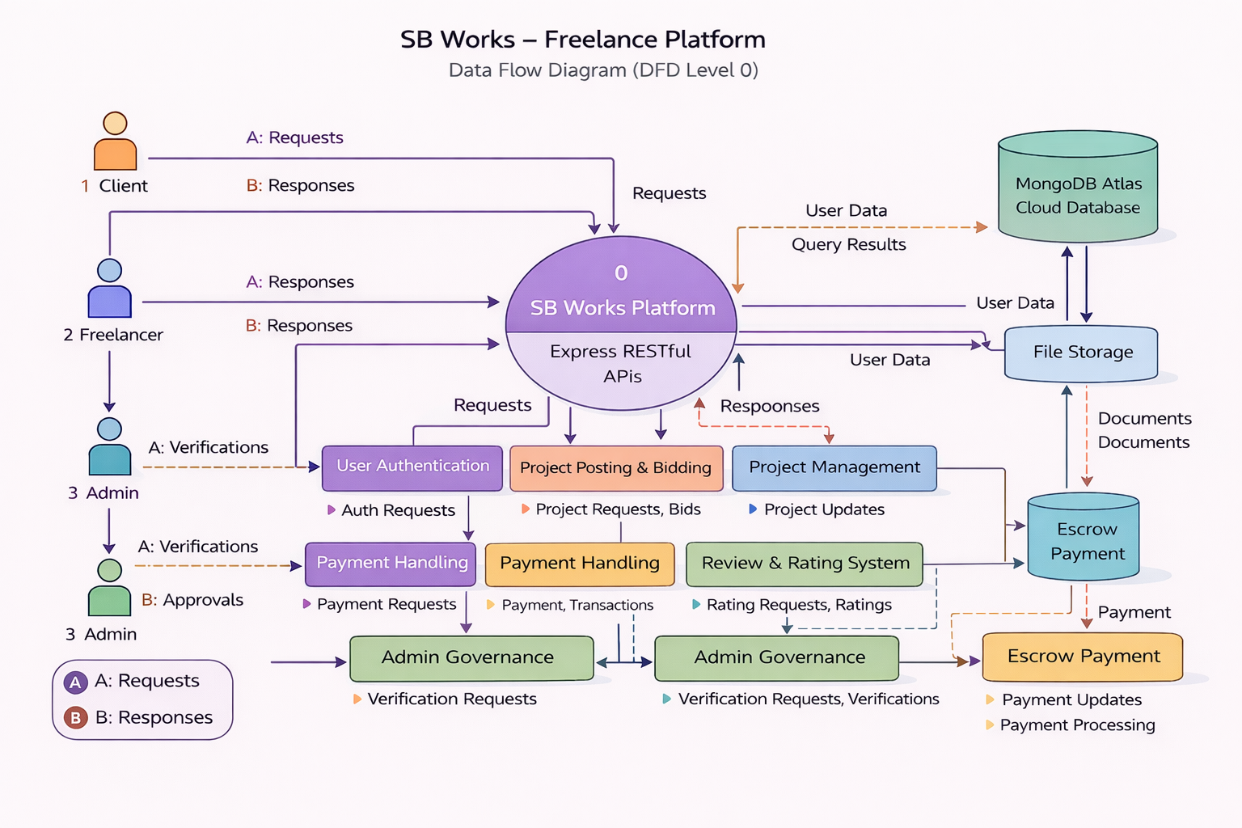 SB Works – Freelance Platform
Data Flow Diagram (DFD Level 0)
A: Requests
1 Client
B: Responses
Requests
MongoDB Atlas
Cloud Database
User Data
Query Results
0
SB Works Platform
Express RESTful
APis
A: Responses
2 Freelancer
B: Responses
User Data
User Data
File Storage
Requests
Respoonses
Documents
Documents
A: Verifications
3 Admin
User Authentication
Project Posting & Bidding
Project Management
Auth Requests
Project Requests, Bids
Project Updates
Escrow
Payment
A: Verifications
B: Approvals
3 Admin
Payment Handling
Payment Handling
Review & Rating System
Payment Requests
Payment, Transactions
Rating Requests, Ratings
Payment
Admin Governance
Admin Governance
Escrow Payment
Verification Requests
Verification Requests, Verifications
Payment Updates
Payment Processing
A A: Requests
B B: Responses